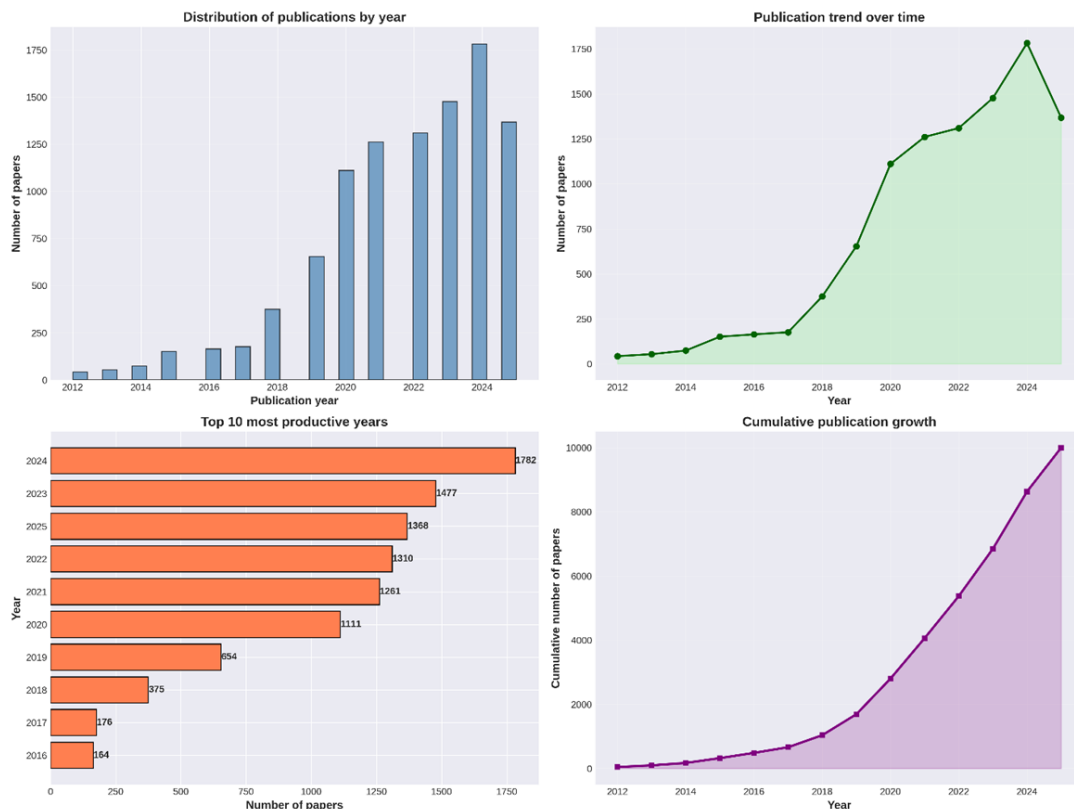 Distribution of publications by year
Number of papers
1750
1500
1250
1000
750
500
250
0
2012 2014 2016 2018 2020 2022 2024
Publication year
Publication trend over time
Number of papers
1750
1500
1250
1000
750
500
250
0
2012 2014 2016 2018 2020 2022 2024
Year
Top 10 most productive years
Year
2024 1782
2023 1477
2025 1368
2022 1310
2021 1261
2020 1111
2019 654
2018 375
2017 176
2016 164
0 250 500 750 1000 1250 1500 1750
Number of papers
Cumulative publication growth
Cumulative number of papers
10000
8000
6000
4000
2000
0
2012 2014 2016 2018 2020 2022 2024
Year